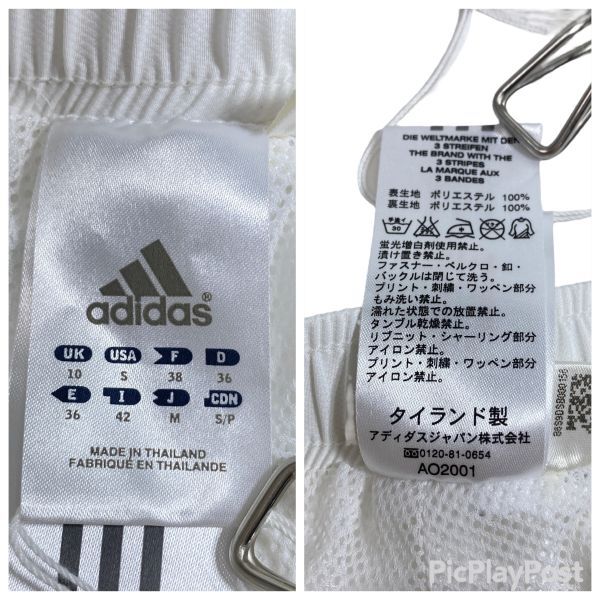 adidas®
UK USA F D
10 S 38 36
E I J CDN
36 42 M S/P
MADE IN THAILAND
FABRIQUÉ EN THAILANDE
DIE WELTMARKE MIT DEN
3 STREIFEN
THE BRAND WITH THE
3 STRIPES
LA MARQUE AUX
3 BANDES
表生地 ポリエステル 100%
裏生地 ポリエステル 100%
手洗イ
30
蛍光増白剤使用禁止。
漬け置き禁止。
ファスナー・ベルクロ・釦・
バックルは閉じて洗う。
プリント・刺繍・ワッペン部分
もみ洗い禁止。
濡れた状態での放置禁止。
タンブル乾燥禁止。
リブニット・シャーリング部分
アイロン禁止。
プリント・刺繍・ワッペン部分
アイロン禁止。
タイランド製
アディダスジャパン株式会社
0120-81-0654
AO2001
PicPlayPost